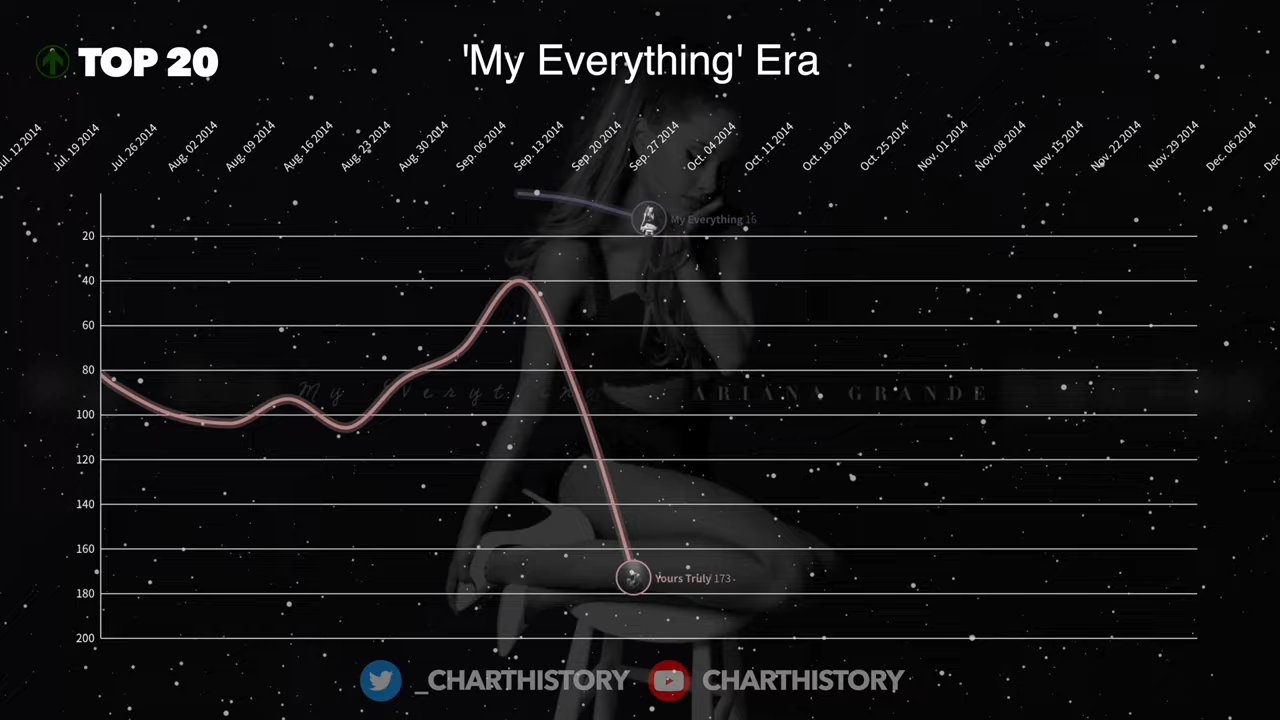 TOP 20
'My Everything' Era
Jul. 12 2014
Jul. 19 2014
Jul. 26 2014
Aug. 02 2014
Aug. 09 2014
Aug. 16 2014
Aug. 23 2014
Aug. 30 2014
Sep. 06 2014
Sep. 13 2014
Sep. 20 2014
Sep. 27 2014
Oct. 04 2014
Oct. 11 2014
Oct. 18 2014
Oct. 25 2014
Nov. 01 2014
Nov. 08 2014
Nov. 15 2014
Nov. 22 2014
Nov. 29 2014
Dec. 06 2014
My Everything 16
20
40
60
80
My
ARIANA GRANDE
100
120
140
160
Yours Truly 173
180
200
_CHARTHISTORY
CHARTHISTORY